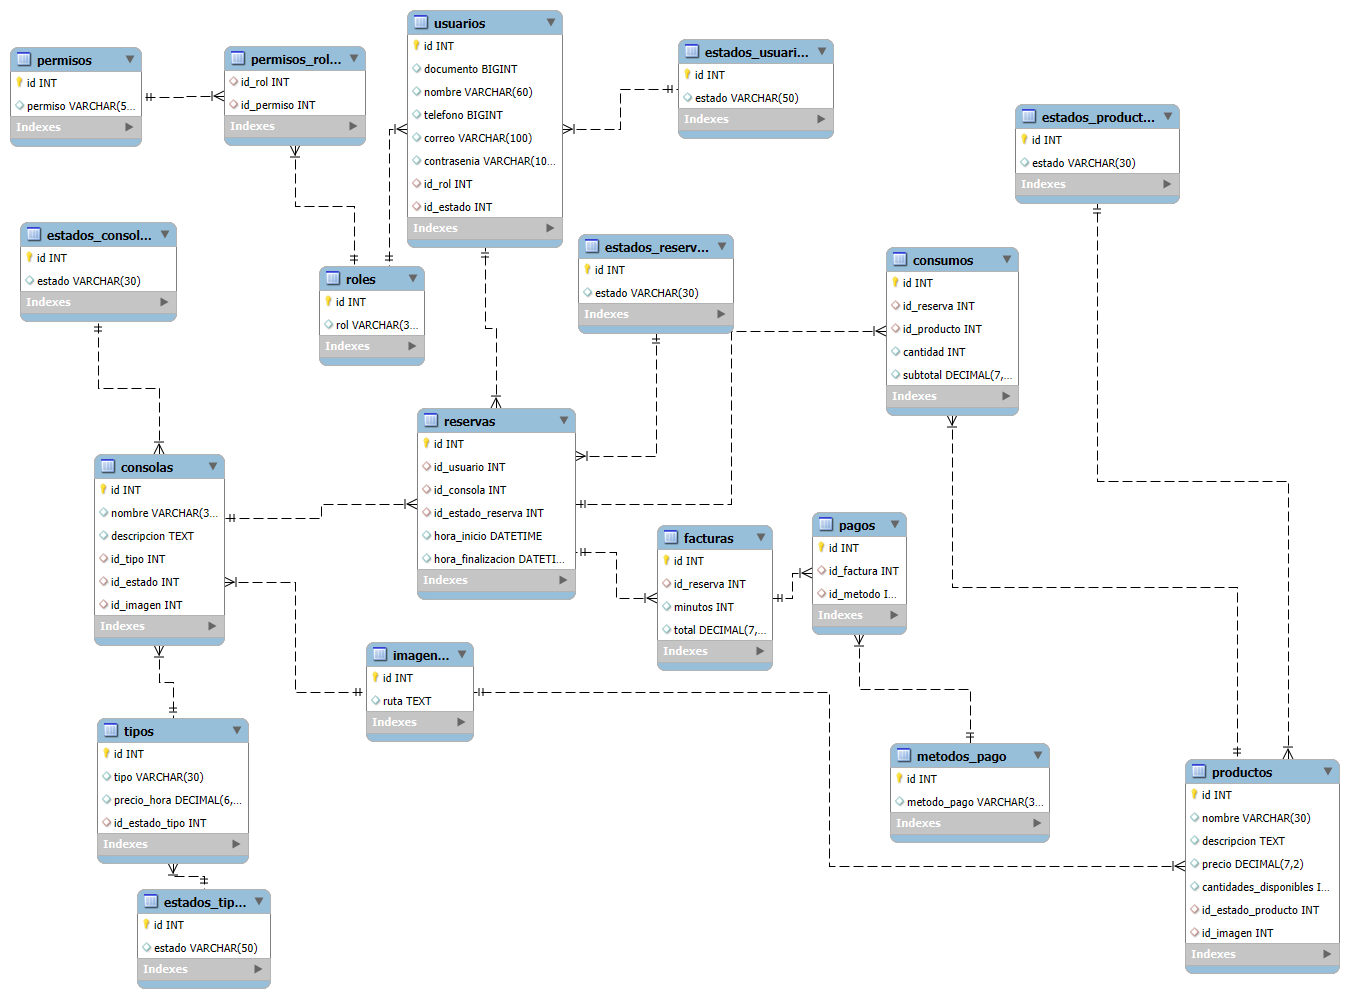 permisos
id INT
permiso VARCHAR(5...
Indexes
permisos_rol...
id_rol INT
id_permiso INT
Indexes
usuarios
id INT
documento BIGINT
nombre VARCHAR(60)
telefono BIGINT
correo VARCHAR(100)
contrasenia VARCHAR(10...
id_rol INT
id_estado INT
Indexes
estados_usuari...
id INT
estado VARCHAR(50)
Indexes
estados_product...
id INT
estado VARCHAR(30)
Indexes
estados_consol...
id INT
estado VARCHAR(30)
Indexes
roles
id INT
rol VARCHAR(3...
Indexes
estados_reserv...
id INT
estado VARCHAR(30)
Indexes
consumos
id INT
id_reserva INT
id_producto INT
cantidad INT
subtotal DECIMAL(7,...
Indexes
consolas
id INT
nombre VARCHAR(3...
descripcion TEXT
id_tipo INT
id_estado INT
id_imagen INT
Indexes
reservas
id INT
id_usuario INT
id_consola INT
id_estado_reserva INT
hora_inicio DATETIME
hora_finalizacion DATETI...
Indexes
facturas
id INT
id_reserva INT
minutos INT
total DECIMAL(7,...
Indexes
pagos
id INT
id_factura INT
id_metodo I...
Indexes
imagen...
id INT
ruta TEXT
Indexes
tipos
id INT
tipo VARCHAR(30)
precio_hora DECIMAL(6,...
id_estado_tipo INT
Indexes
metodos_pago
id INT
metodo_pago VARCHAR(3...
Indexes
productos
id INT
nombre VARCHAR(30)
descripcion TEXT
precio DECIMAL(7,2)
cantidades_disponibles I...
id_estado_producto INT
id_imagen INT
Indexes
estados_tip...
id INT
estado VARCHAR(50)
Indexes